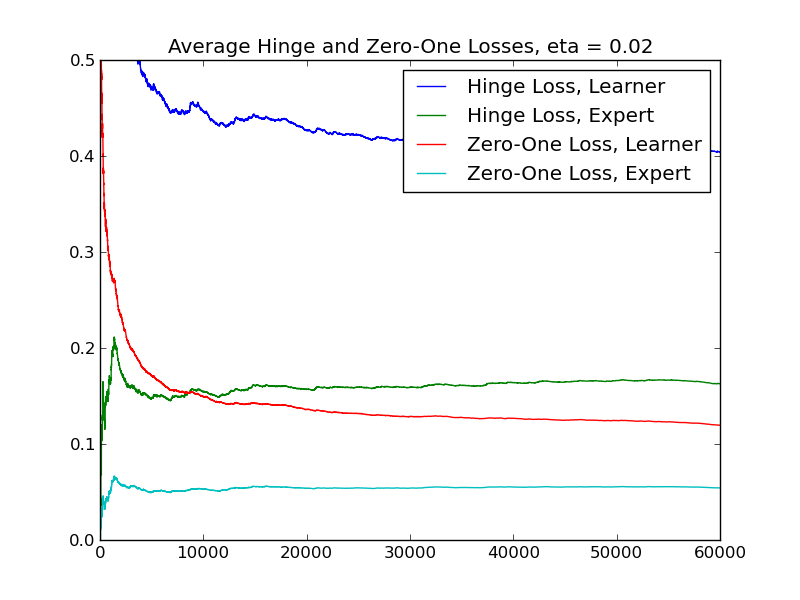 Average Hinge and Zero-One Losses, eta = 0.02
0.5
0.4
0.3
0.2
0.1
0.0
Hinge Loss, Learner
Hinge Loss, Expert
Zero-One Loss, Learner
Zero-One Loss, Expert
0 10000 20000 30000 40000 50000 60000